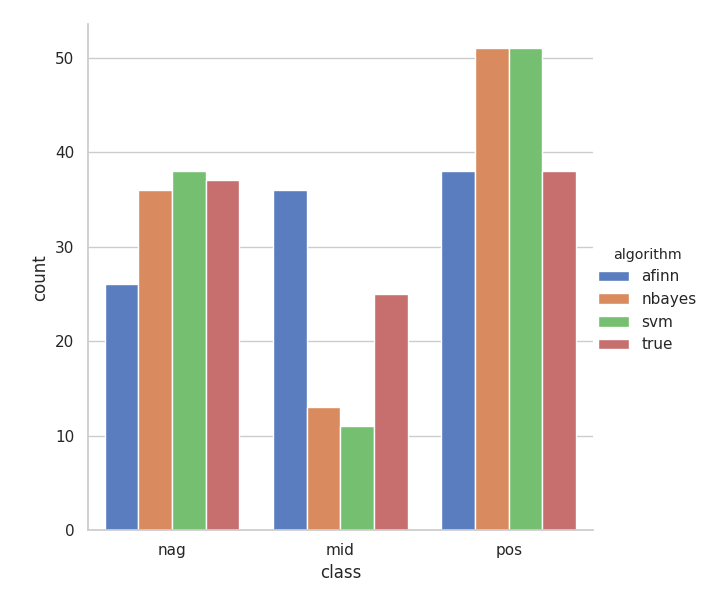 50
40
30
20
10
0
count
nag mid pos
class
algorithm
afinn
nbayes
svm
true